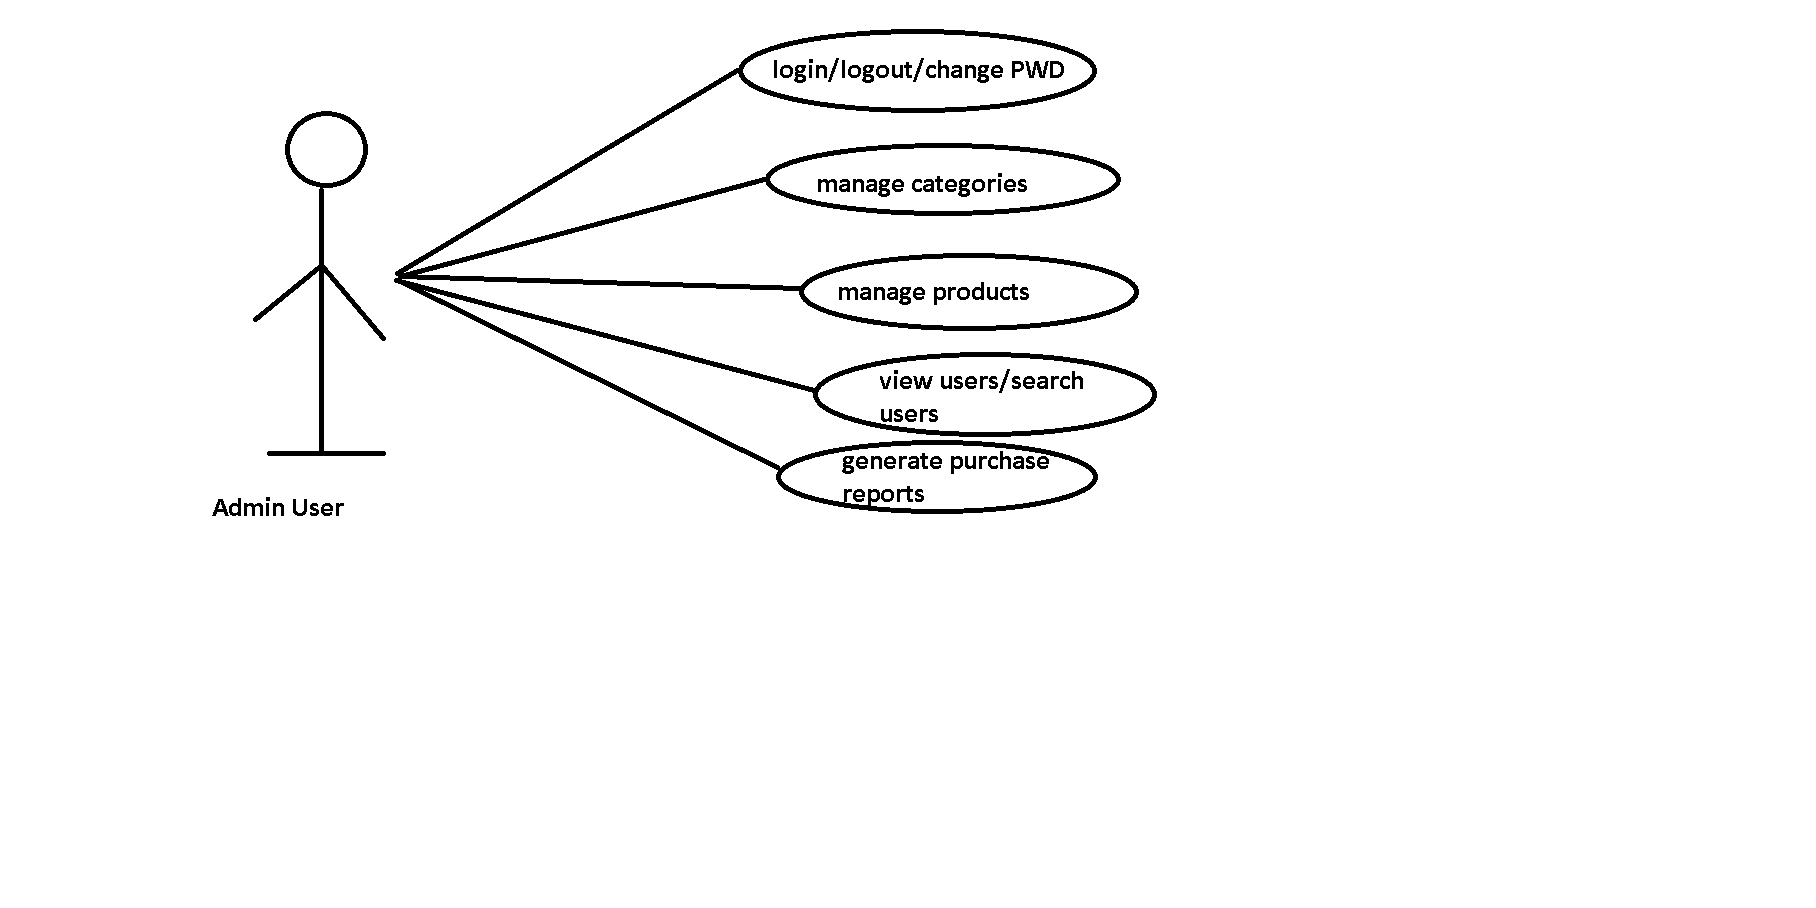 login/logout/change PWD
manage categories
manage products
view users/search
users
generate purchase
reports
Admin User